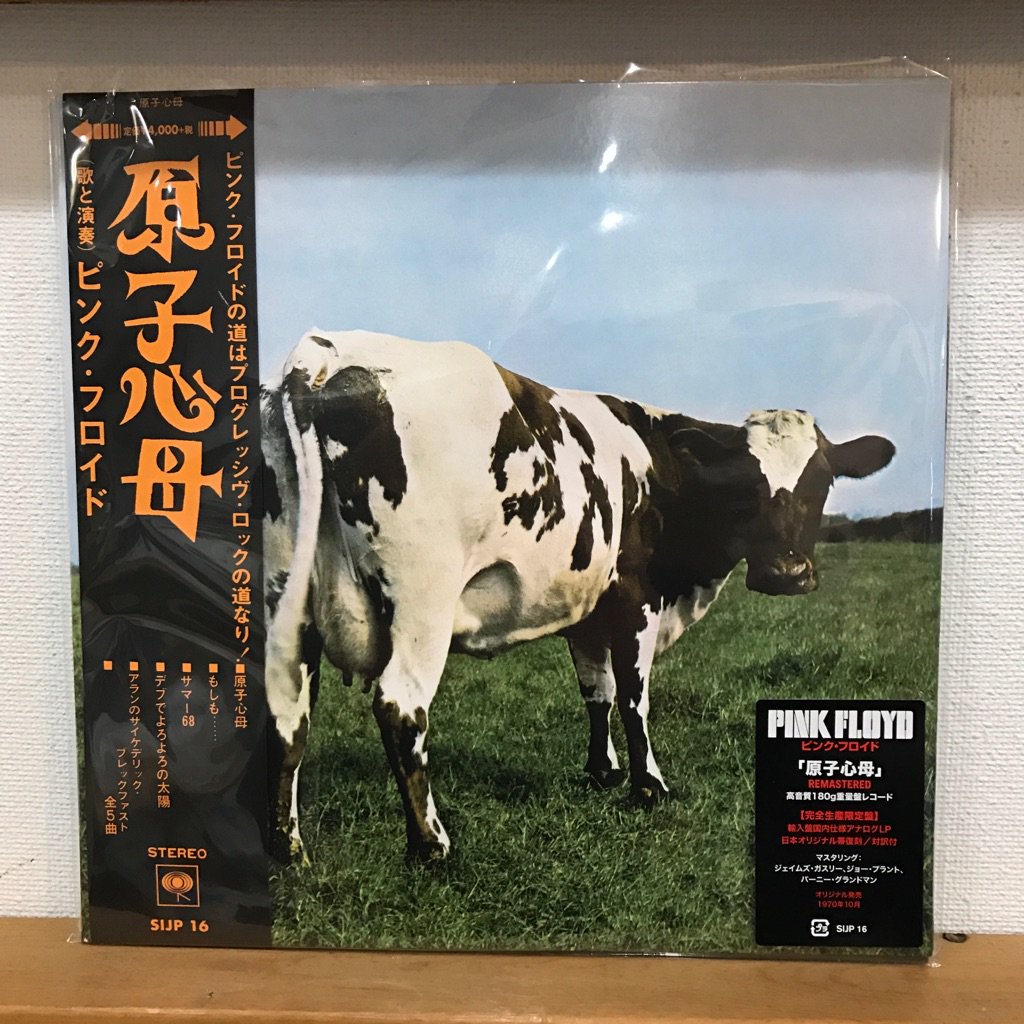 原子心母
定価¥4,000+税
ピンク・フロイドの道はプログレッシヴ・ロックの道なり!
原子心母
(歌と演奏)ピンク・フロイド
■原子心母
■もしも……
■サマー68
■デブでよろよろの太陽
■アランのサイケデリック・
ブレックファスト
全5曲
STEREO
SIJP 16
PINK FLOYD
ピンク・フロイド
「原子心母」
REMASTERED
高音質180g重量盤レコード
【完全生産限定盤】
輸入盤国内仕様アナログLP
日本オリジナル帯復刻/対訳付
マスタリング:
ジェイムズ・ガスリー、ジョー・プラント、
バーニー・グランドマン
オリジナル発売
1970年10月
SIJP 16